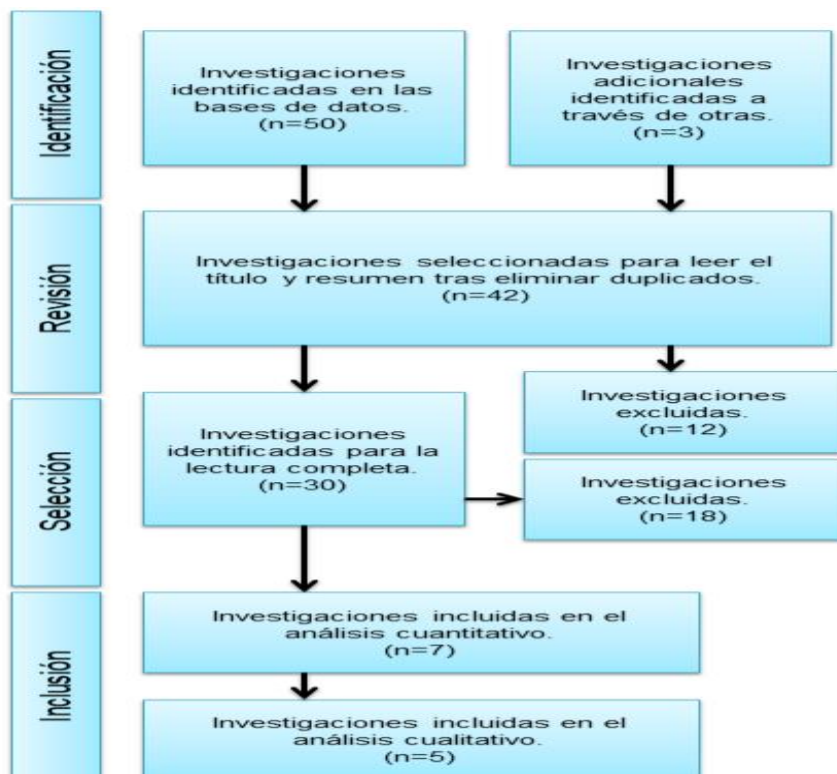 Identificación
Investigaciones
identificadas en las
bases de datos.
(n=50)
Investigaciones
adicionales
identificadas a
través de otras.
(n=3)
Revisión
Investigaciones seleccionadas para leer el
título y resumen tras eliminar duplicados.
(n=42)
Investigaciones
excluidas.
(n=12)
Selección
Investigaciones
identificadas para la
lectura completa.
(n=30)
Investigaciones
excluidas.
(n=18)
Inclusión
Investigaciones incluidas en el
análisis cuantitativo.
(n=7)
Investigaciones incluidas en el
análisis cualitativo.
(n=5)